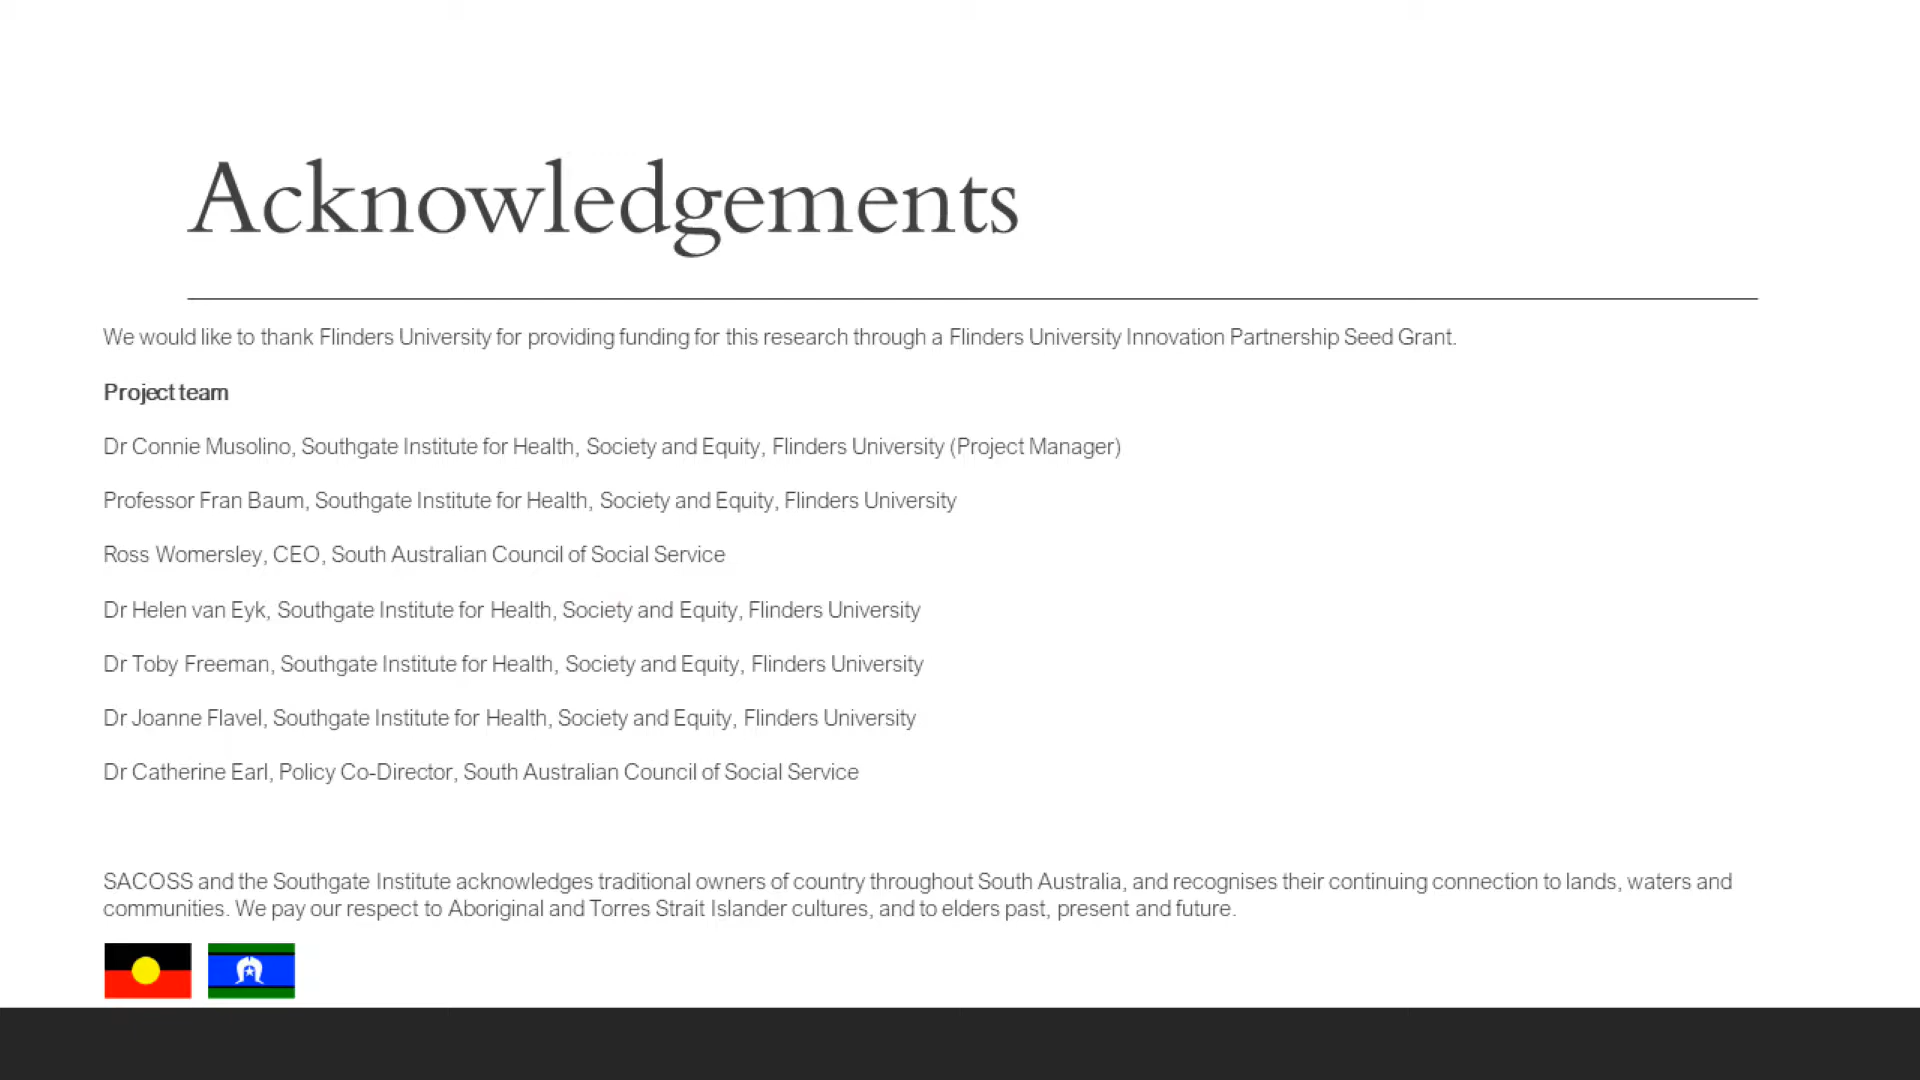 Acknowledgements
We would like to thank Flinders University for providing funding for this research through a Flinders University Innovation Partnership Seed Grant.
Project team
Dr Connie Musolino, Southgate Institute for Health, Society and Equity, Flinders University (Project Manager)
Professor Fran Baum, Southgate Institute for Health, Society and Equity, Flinders University
Ross Womersley, CEO, South Australian Council of Social Service
Dr Helen van Eyk, Southgate Institute for Health, Society and Equity, Flinders University
Dr Toby Freeman, Southgate Institute for Health, Society and Equity, Flinders University
Dr Joanne Flavel, Southgate Institute for Health, Society and Equity, Flinders University
Dr Catherine Earl, Policy Co-Director, South Australian Council of Social Service
SACOSS and the Southgate Institute acknowledges traditional owners of country throughout South Australia, and recognises their continuing connection to lands, waters and
communities. We pay our respect to Aboriginal and Torres Strait Islander cultures, and to elders past, present and future.